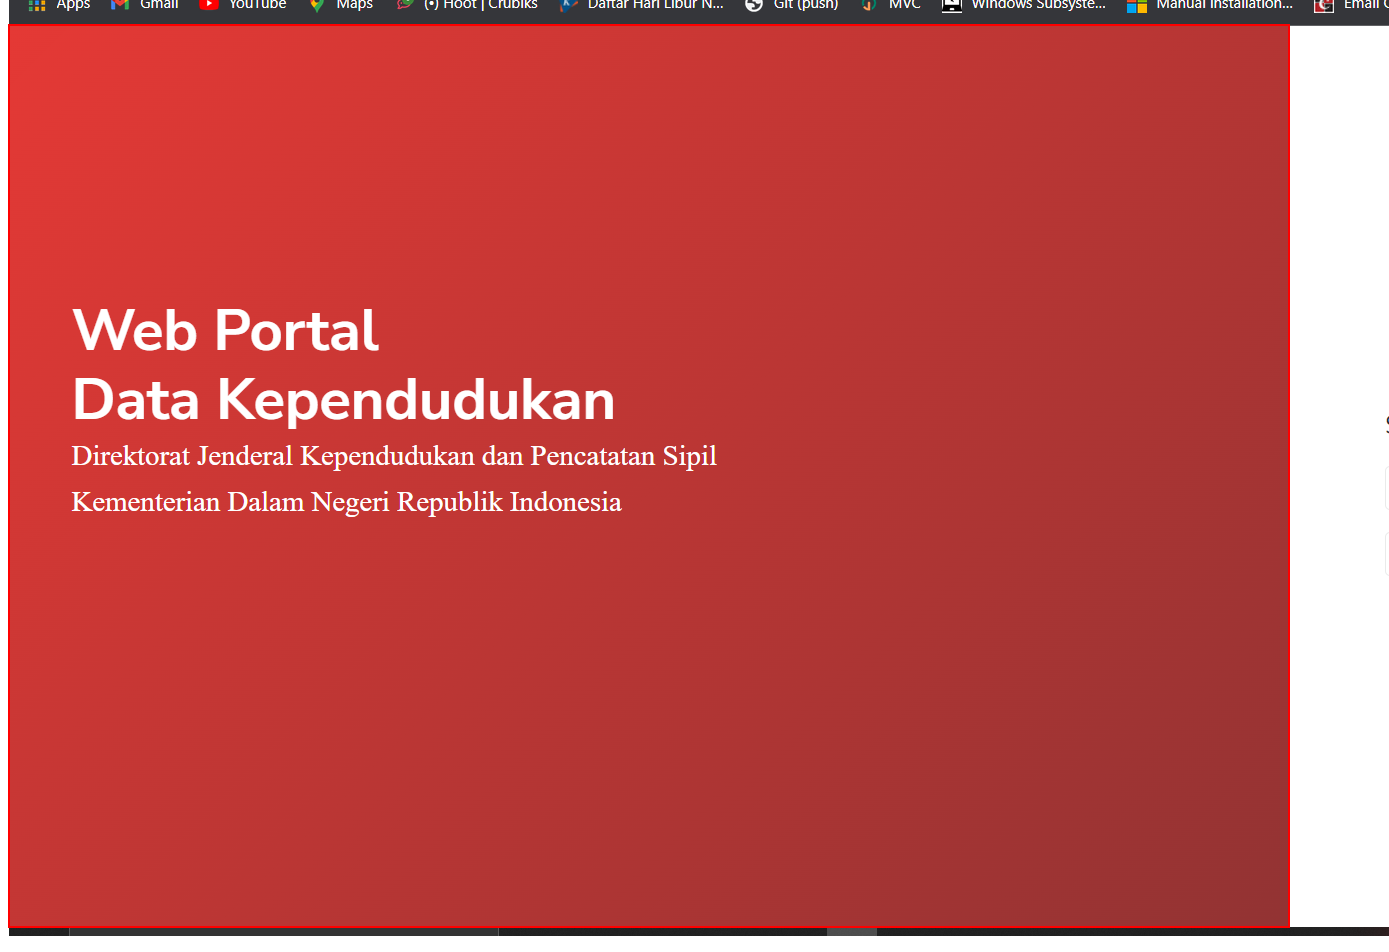 Apps Gmail YouTube Maps (•) Hoot | Crubiks Daftar Hari Libur N... Git (push) MVC Windows Subsyste... Manual Installation... Email
Web Portal
Data Kependudukan
Direktorat Jenderal Kependudukan dan Pencatatan Sipil
Kementerian Dalam Negeri Republik Indonesia